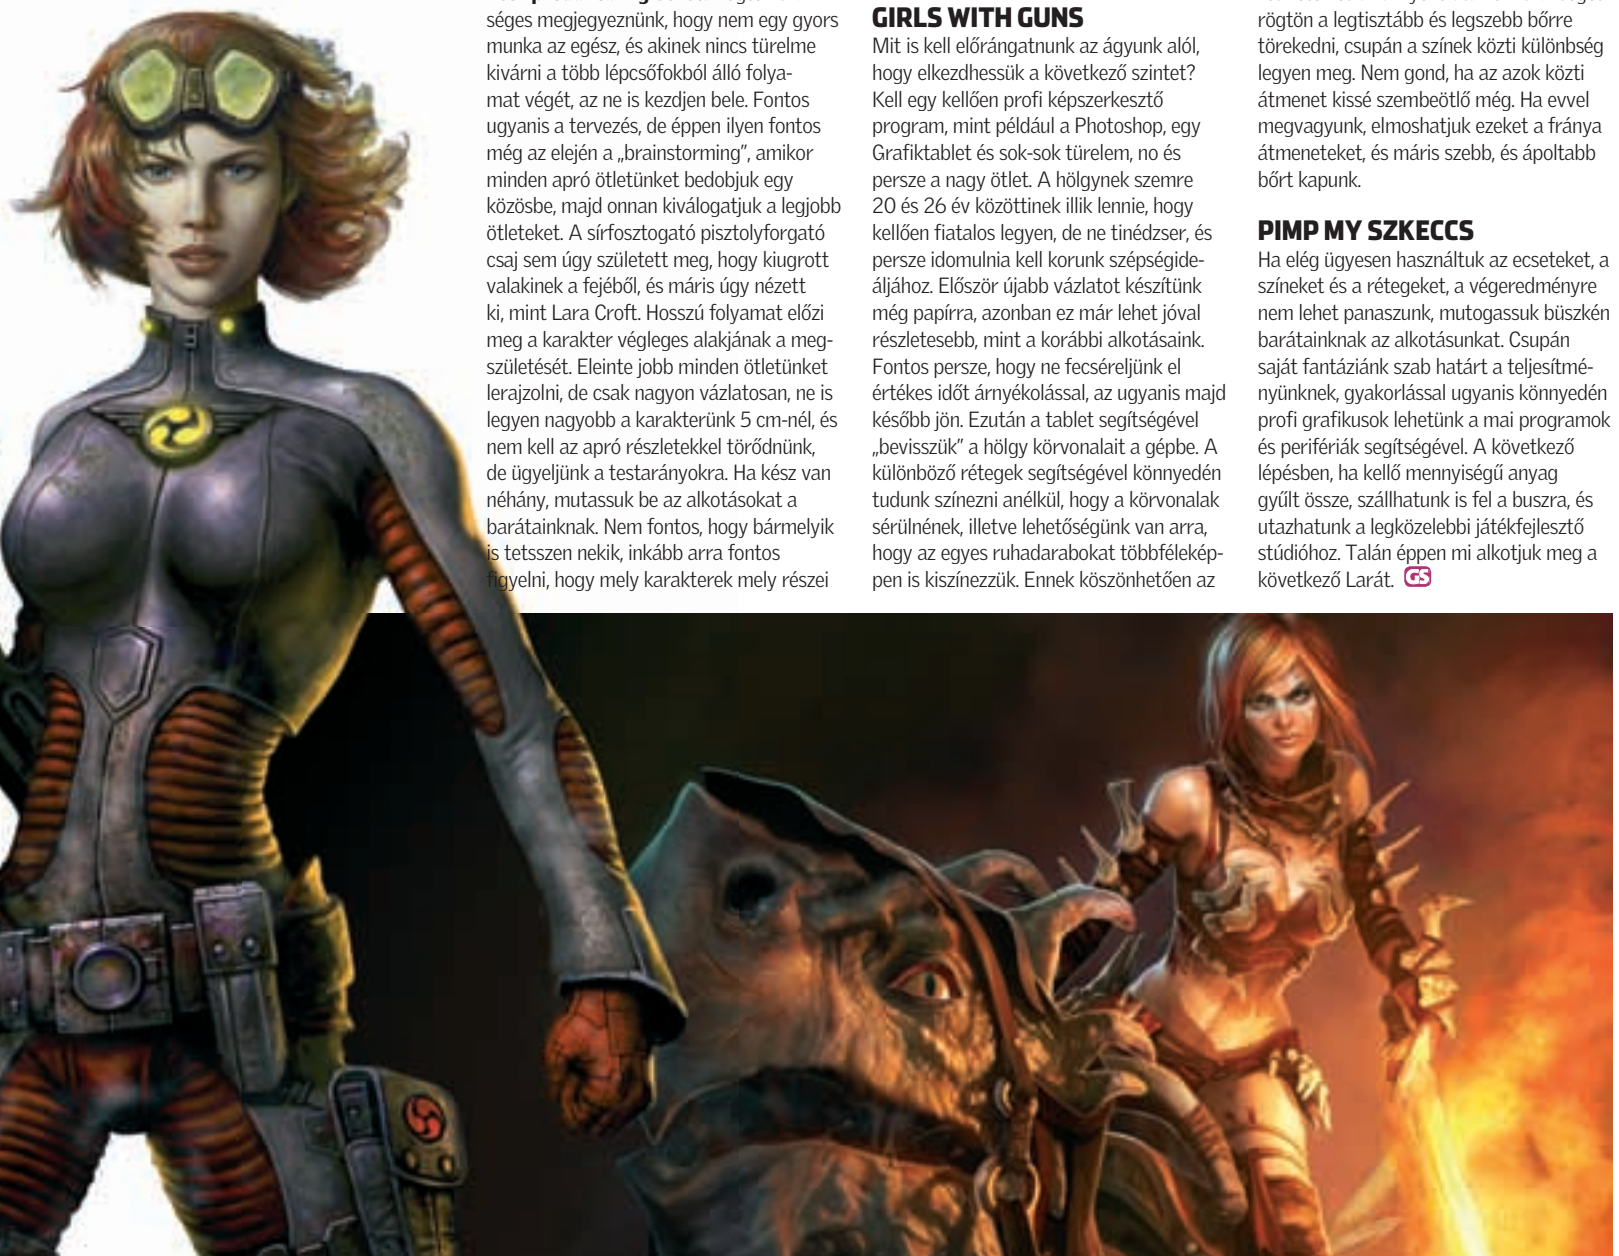 séges megjegyeznünk, hogy nem egy gyors
munka az egész, és akinek nincs türelme
kivárni a több lépcsőfokból álló folya-
mat végét, az ne is kezdjen bele. Fontos
ugyanis a tervezés, de éppen ilyen fontos
még az elején a „brainstorming”, amikor
minden apró ötletünket bedobjuk egy
közösbe, majd onnan kiválogatjuk a legjobb
ötleteket. A sírfosztogató pisztolyforgató
csaj sem úgy született meg, hogy kiugrott
valakinek a fejéből, és máris úgy nézett
ki, mint Lara Croft. Hosszú folyamat előzi
meg a karakter végleges alakjának a meg-
születését. Eleinte jobb minden ötletünket
lerajzolni, de csak nagyon vázlatosan, ne is
legyen nagyobb a karakterünk 5 cm-nél, és
nem kell az apró részletekkel törődnünk,
de ügyeljünk a testarányokra. Ha kész van
néhány, mutassuk be az alkotásokat a
barátainknak. Nem fontos, hogy bármelyik
is tetsszen nekik, inkább arra fontos
figyelni, hogy mely karakterek mely részei
GIRLS WITH GUNS
Mit is kell előrángatnunk az ágyunk alól,
hogy elkezdhessük a következő szintet?
Kell egy kellően profi képszerkesztő
program, mint például a Photoshop, egy
Grafiktablet és sok-sok türelem, no és
persze a nagy ötlet. A hölgynek szemre
20 és 26 év közöttinek illik lennie, hogy
kellően fiatalos legyen, de ne tinédzser, és
persze idomulnia kell korunk szépségide-
áljához. Először újabb vázlatot készítünk
még papírra, azonban ez már lehet jóval
részletesebb, mint a korábbi alkotásaink.
Fontos persze, hogy ne fecséreljünk el
értékes időt árnyékolással, az ugyanis majd
később jön. Ezután a tablet segítségével
„bevisszük” a hölgy körvonalait a gépbe. A
különböző rétegek segítségével könnyedén
tudunk színezni anélkül, hogy a körvonalak
sérülnének, illetve lehetőségünk van arra,
hogy az egyes ruhadarabokat többféleképp-
pen is kiszínezzük. Ennek köszönhetően az
rögtön a legtisztább és legszebb bőrre
törekedni, csupán a színek közti különbség
legyen meg. Nem gond, ha az azok közti
átmenet kissé szembeötlő még. Ha evvel
megvagyunk, elmoshatjuk ezeket a fránya
átmeneteket, és máris szebb, és ápoltabb
bőrt kapunk.
PIMP MY SZKECCS
Ha elég ügyesen használtuk az ecseteket, a
színeket és a rétegeket, a végeredményre
nem lehet panaszunk, mutogassuk büszkén
barátainknak az alkotásunkat. Csupán
saját fantáziánk szab határt a teljesítmé-
nyünknek, gyakorlással ugyanis könnyedén
profi grafikusok lehetünk a mai programok
és perifériák segítségével. A következő
lépésben, ha kellő mennyiségű anyag
gyűlt össze, szállhatunk is fel a buszra, és
utazhatunk a legközelebbi játékfejlesztő
stúdióhoz. Talán éppen mi alkotjuk meg a
következő Larát. GS